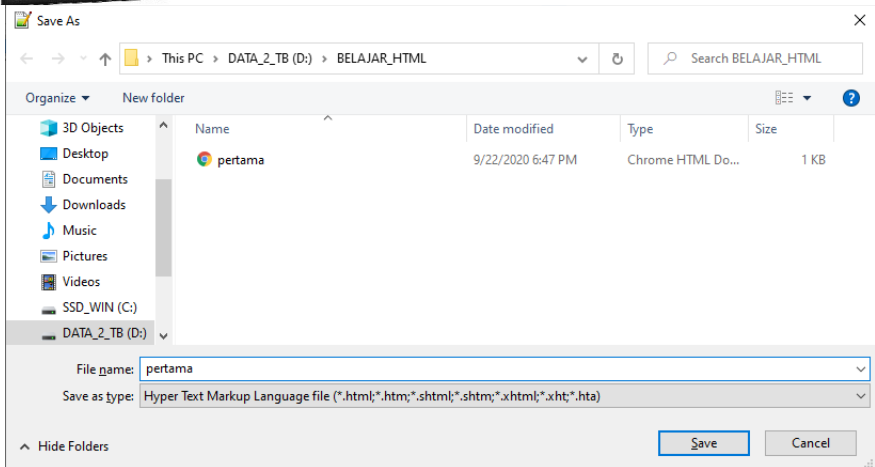 Save As
This PC > DATA_2_TB (D:) > BELAJAR_HTML
Search BELAJAR_HTML
Organize
New folder
Name Date modified Type Size
3D Objects
pertama 9/22/2020 6:47 PM Chrome HTML Do... 1 KB
Desktop
Documents
Downloads
Music
Pictures
Videos
SSD_WIN (C:)
DATA_2_TB (D:)
File name: pertama
Save as type: Hyper Text Markup Language file (*.html;*.htm;*.shtml;*.shtm;*.xhtml;*.xht;*.hta)
Hide Folders
Save
Cancel